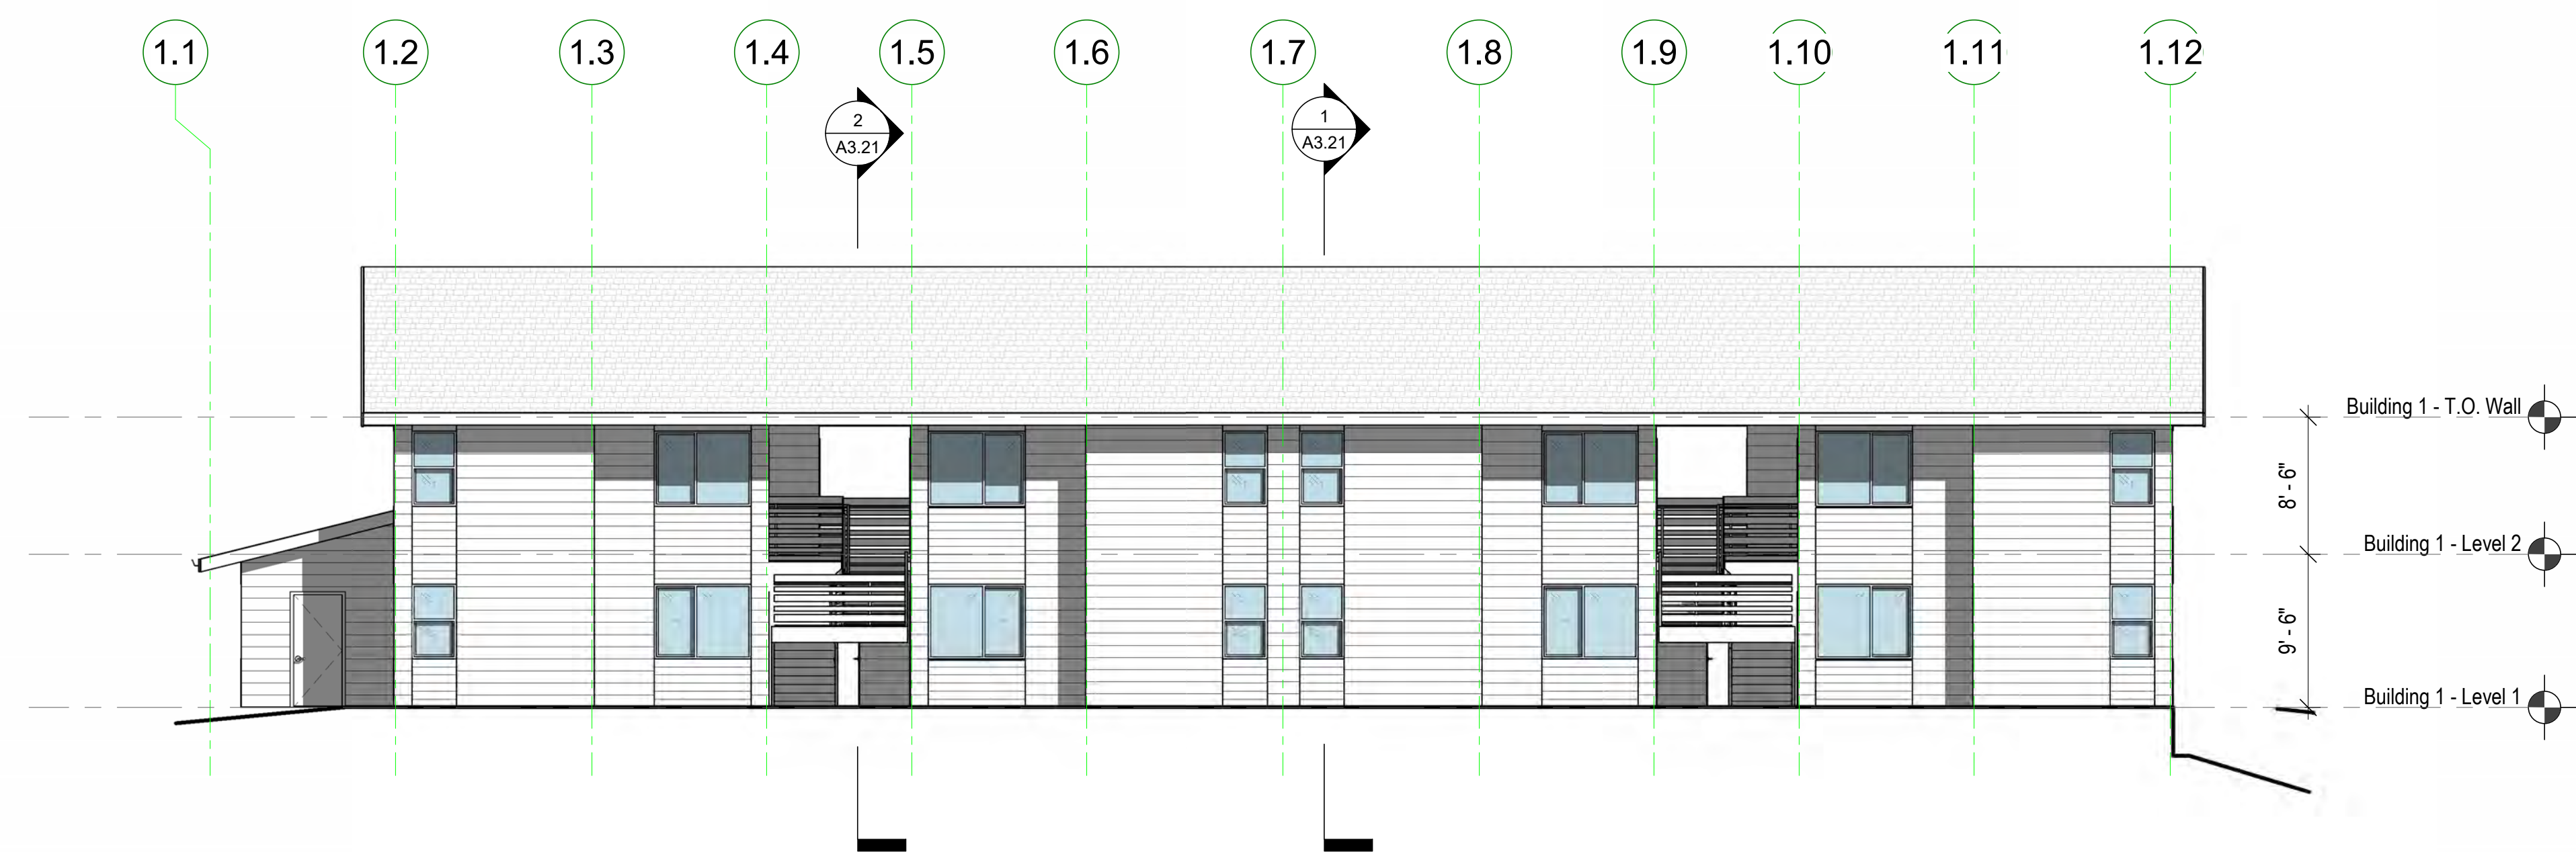 1.1 1.2 1.3 1.4 1.5 1.6 1.7 1.8 1.9 1.10 1.11 1.12
2
A3.21
1
A3.21
Building 1 - T.O. Wall
8' - 6"
Building 1 - Level 2
9' - 6"
Building 1 - Level 1